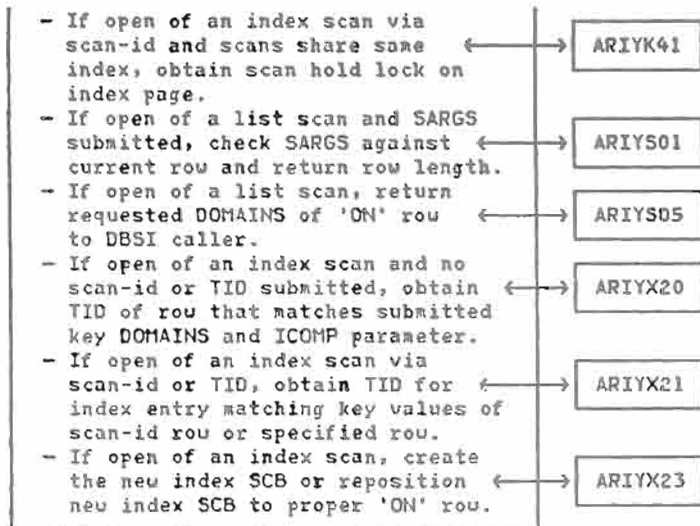 - If open of an index scan via
scan-id and scans share same
index, obtain scan hold lock on
index page.
ARIYK41
- If open of a list scan and SARGS
submitted, check SARGS against
current row and return row length.
ARIYS01
- If open of a list scan, return
requested DOMAINS of 'ON' row
to DBSI caller.
ARIYSD5
- If open of an index scan and no
scan-id or TID submitted, obtain
TID of row that matches submitted
key DOMAINS and ICOMP parameter.
ARIYX20
- If open of an index scan via
scan-id or TID, obtain TID for
index entry matching key values of
scan-id row or specified row.
ARIYX21
- If open of an index scan, create
the new index SCB or reposition
new index SCB to proper 'ON' row.
ARIYX23